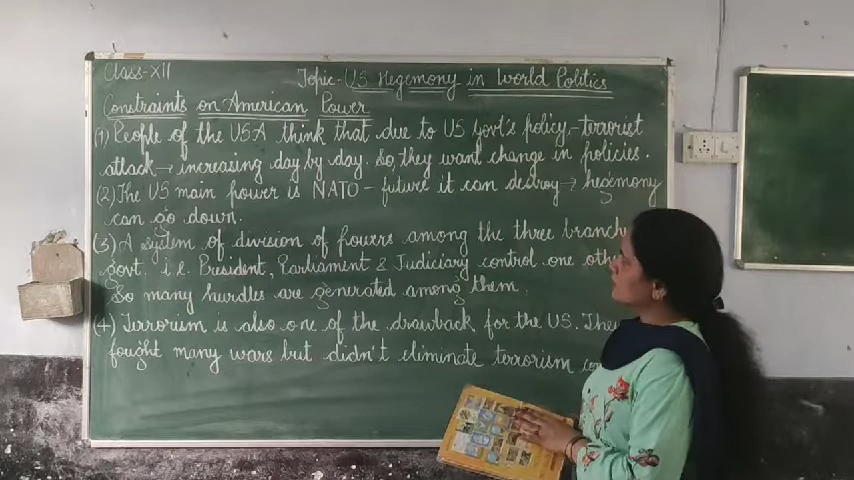 Class-XII
Topic-US Hegemony in World Politics
Constraints on American Power
(1) People of the USA think that due to US govt's policy, terrorist
attack → increasing day by day. So, they want change in policies.
(2) The US main power is NATO - future it can destroy → hegemony
can go down.
(3) A system of division of powers among the three branch
govt. i.e. President, Parliament & Judiciary control one othe
So many hurdles are generated among them.
(4) Terrorism is also one of the drawback for the US. The
fought many wars but didn't eliminate terrorism